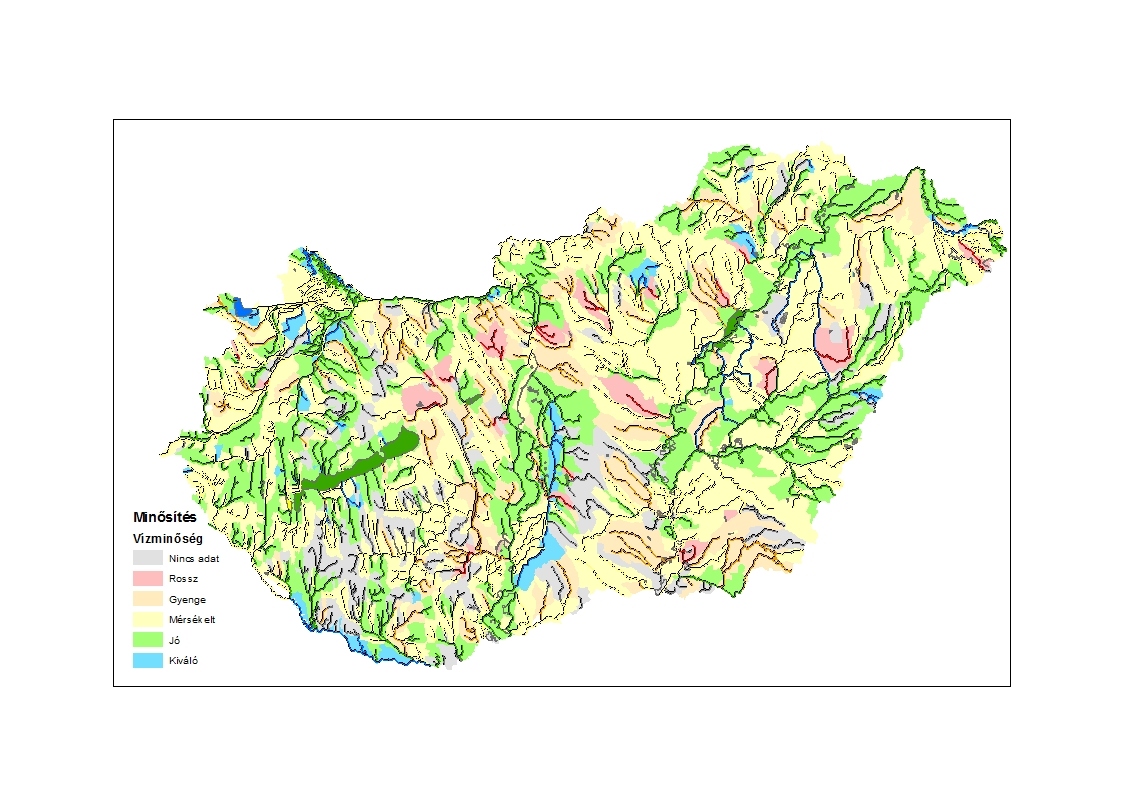 Minősítés
Vízminőség
Nincs adat
Rossz
Gyenge
Mérsékelt
Jó
Kiváló